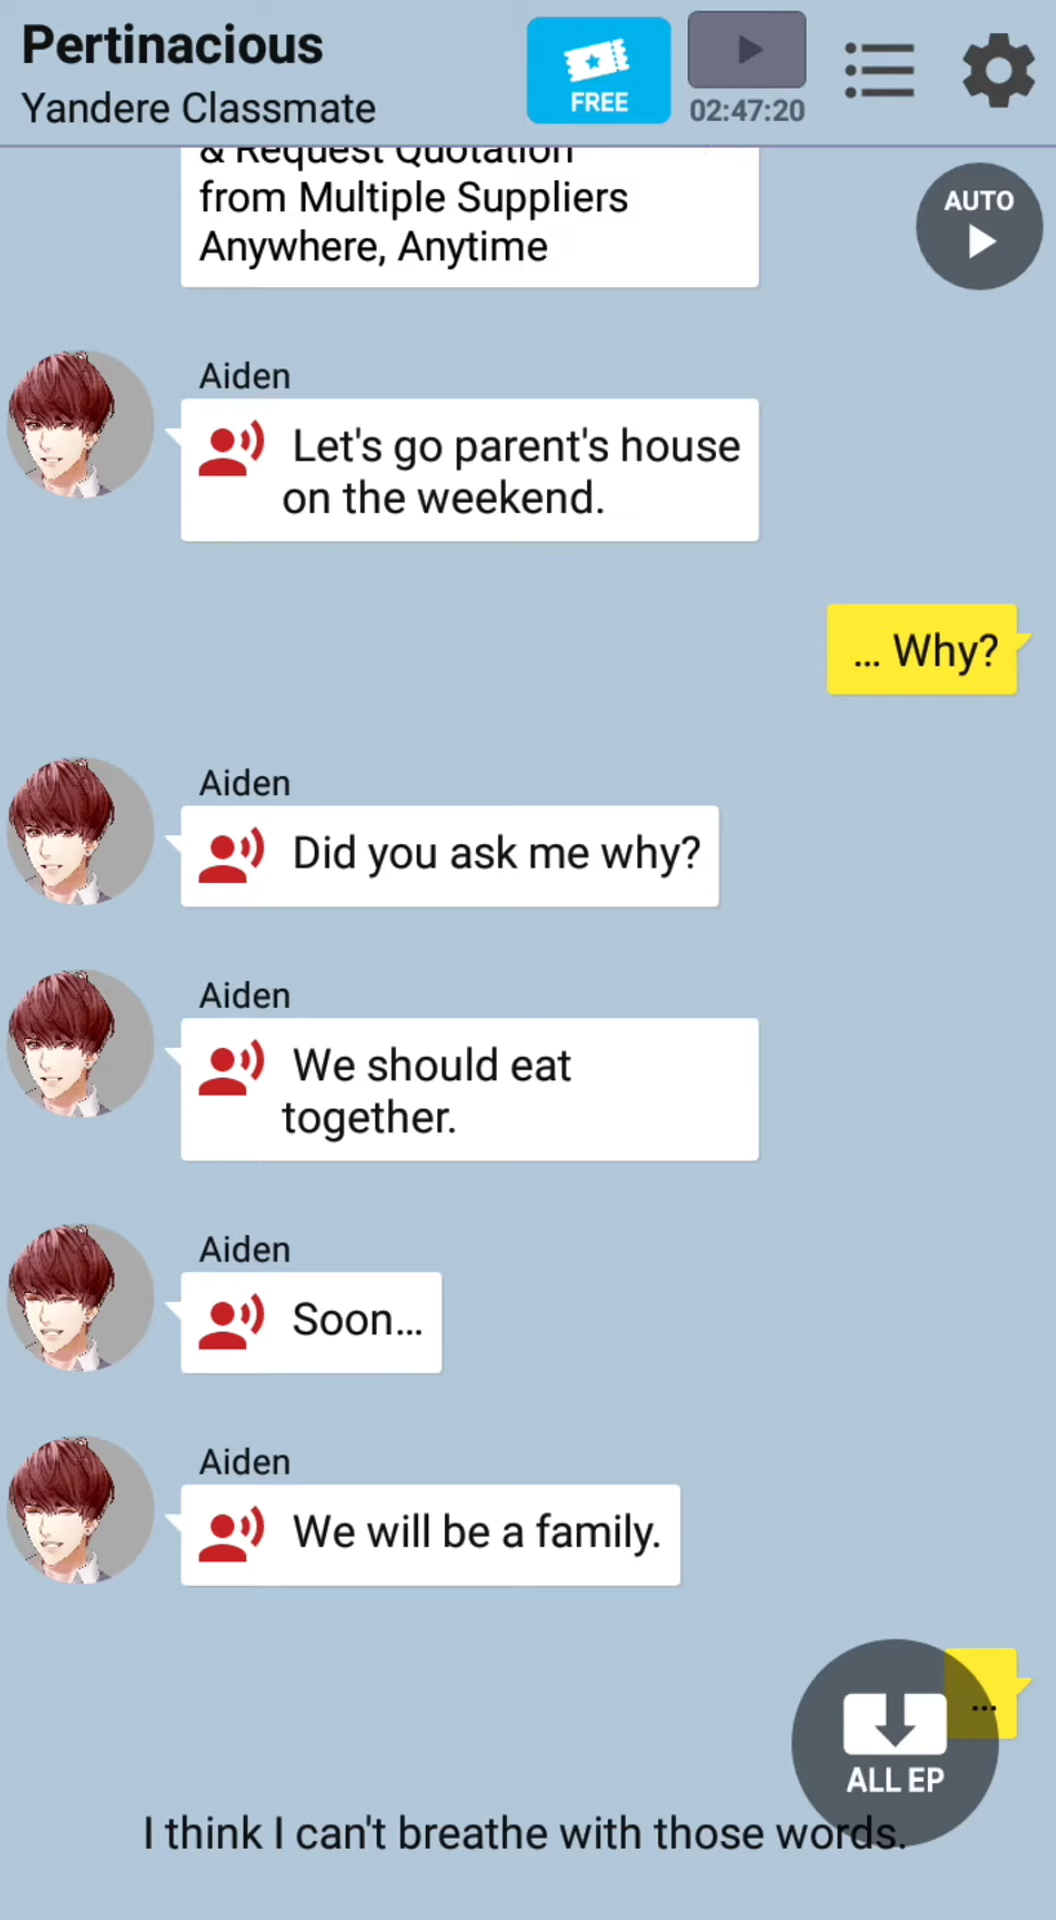 Pertinacious
Yandere Classmate
FREE
02:47:20
& Request Quotation
from Multiple Suppliers
Anywhere, Anytime
AUTO
Aiden
Let's go parent's house
on the weekend.
... Why?
Aiden
Did you ask me why?
Aiden
We should eat
together.
Aiden
Soon...
Aiden
We will be a family.
...
ALL EP
I think I can't breathe with those words.